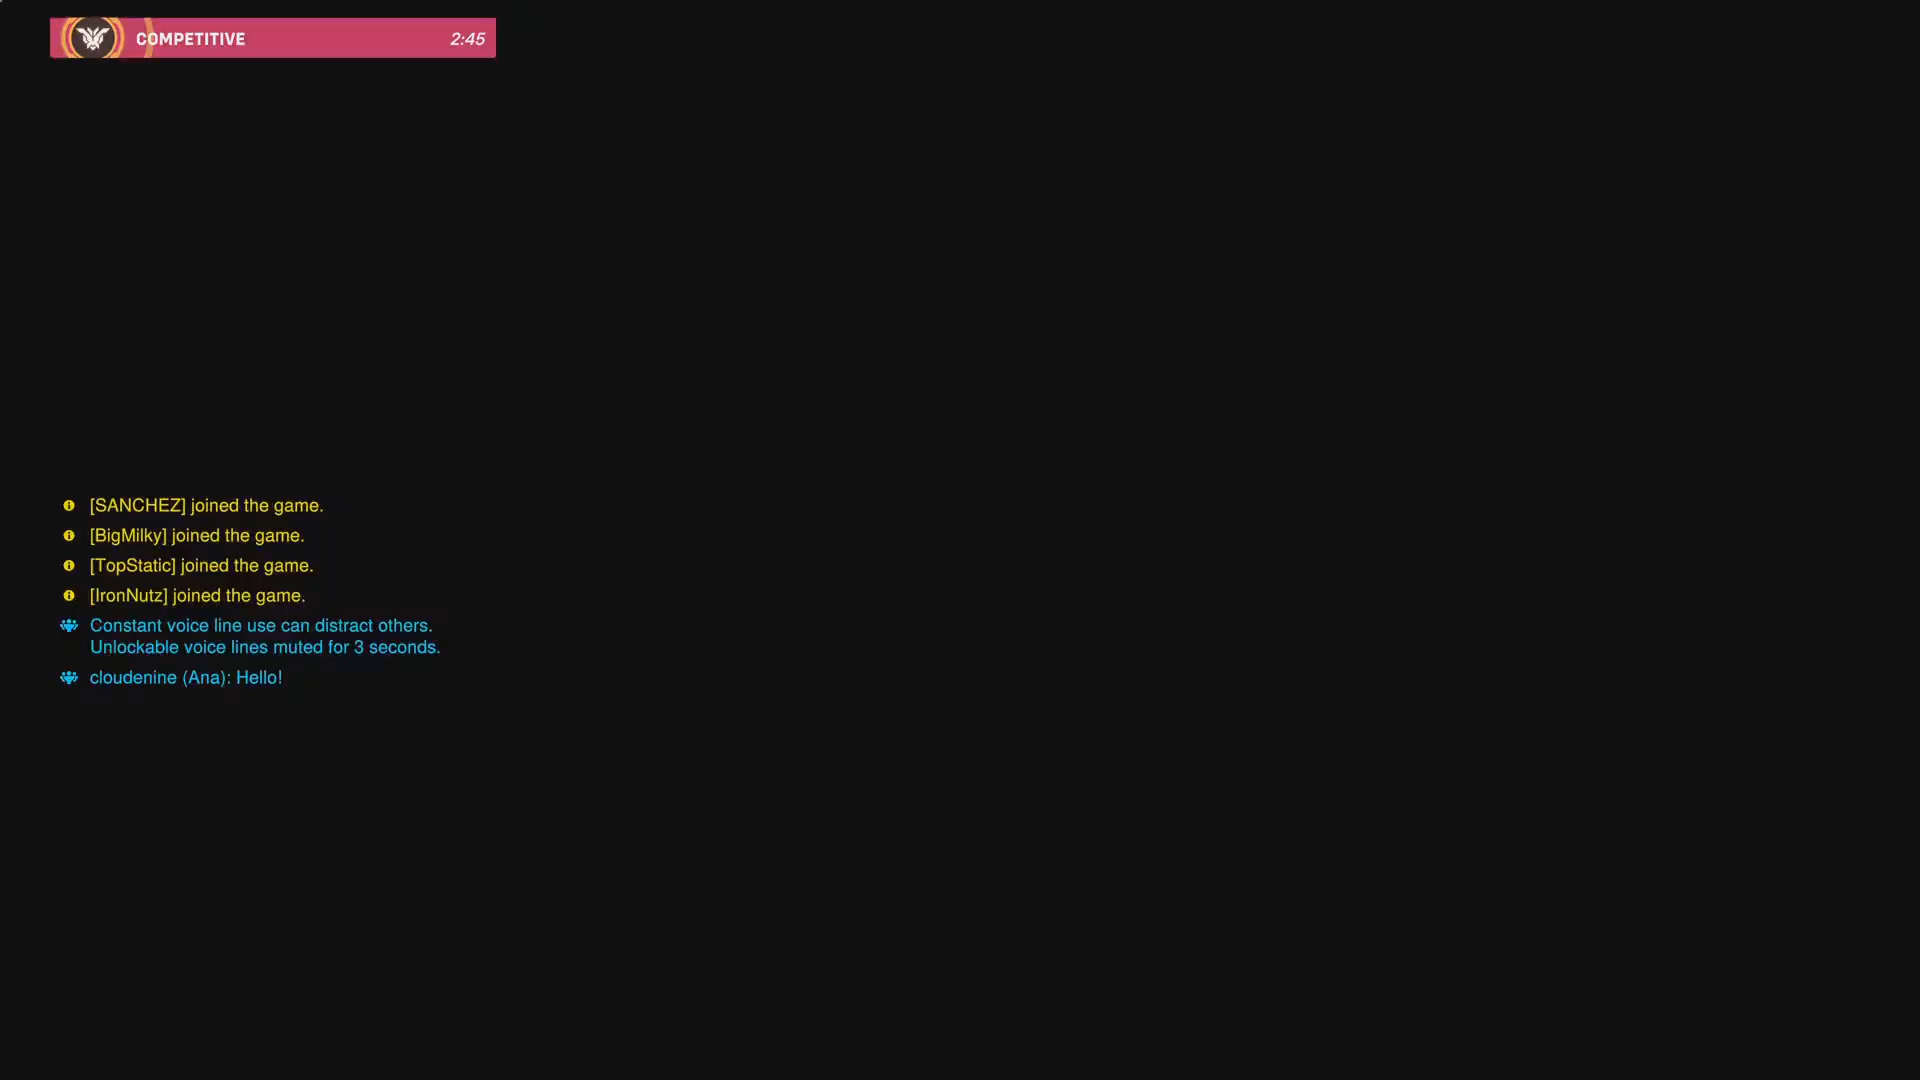 COMPETITIVE 2:45
[SANCHEZ] joined the game.
[BigMilky] joined the game.
[TopStatic] joined the game.
[IronNutz] joined the game.
Constant voice line use can distract others.
Unlockable voice lines muted for 3 seconds.
cloudenine (Ana): Hello!